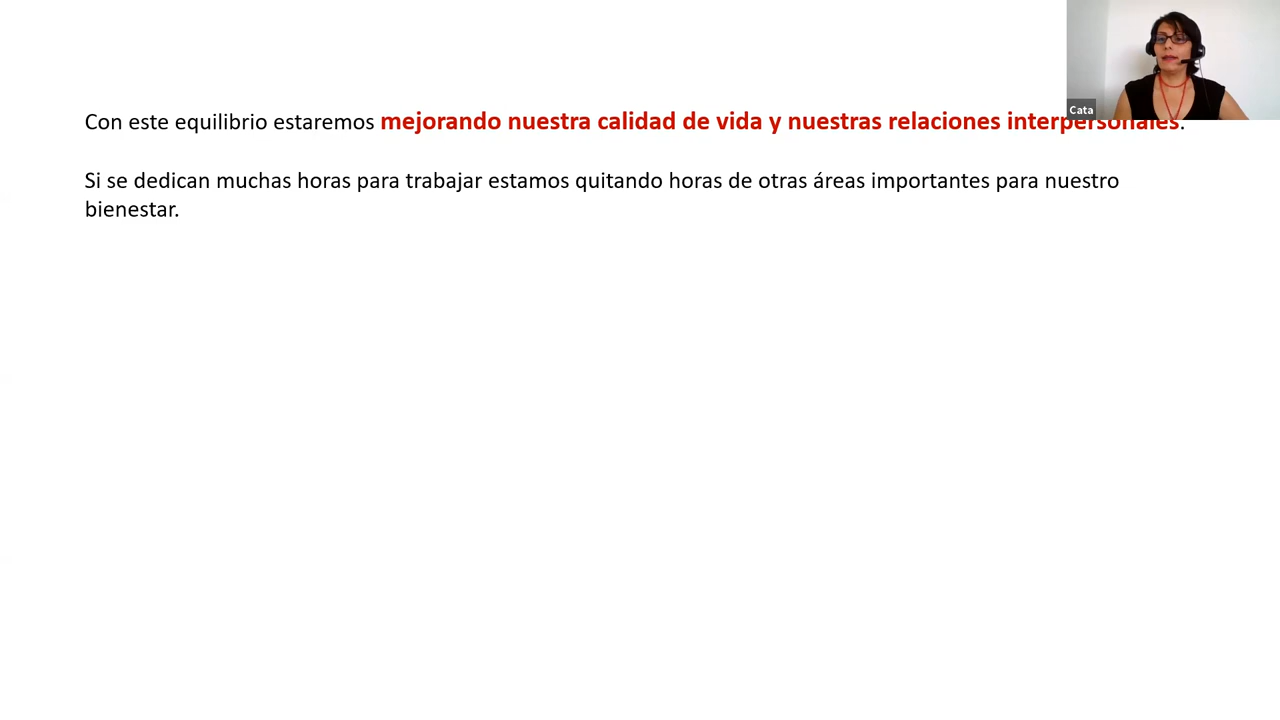 Con este equilibrio estaremos mejorando nuestra calidad de vida y nuestras relaciones interpersonales.
Cata
Si se dedican muchas horas para trabajar estamos quitando horas de otras áreas importantes para nuestro
bienestar.